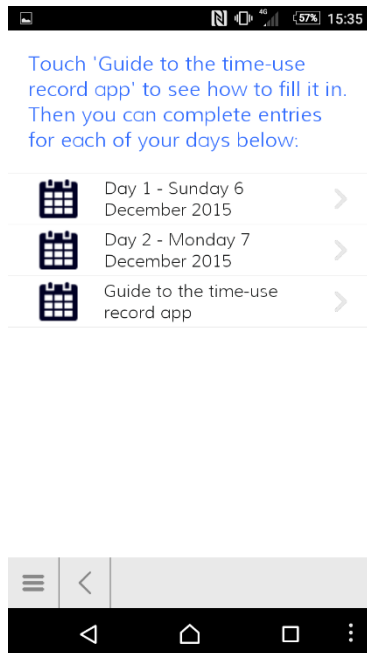 4G 57% 15:35
Touch 'Guide to the time-use
record app' to see how to fill it in.
Then you can complete entries
for each of your days below:
Day 1 - Sunday 6
December 2015
Day 2 - Monday 7
December 2015
Guide to the time-use
record app